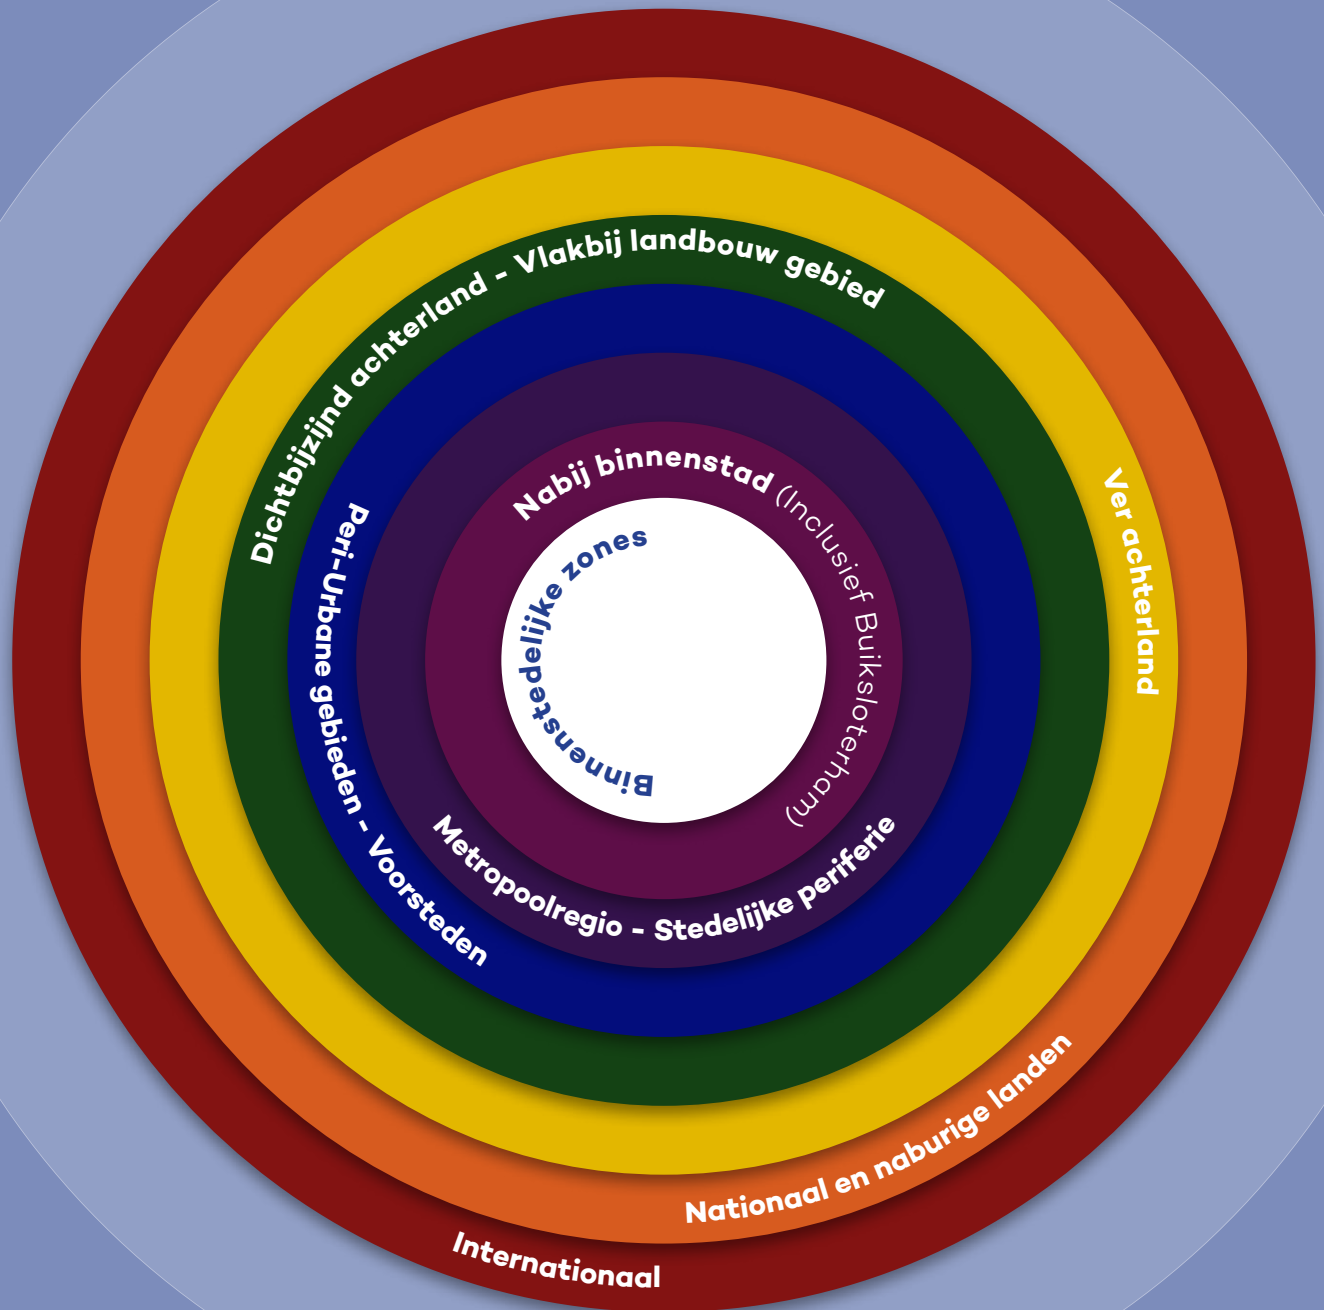 Dichtbijzijnd achterland - Vlakbij landbouw gebied
Nabij binnenstad (Inclusief Buiksloterham)
Binnenstedelijke zones
Peri-Urbane gebieden - Voorsteden
Ver achterland
Metropoolregio - Stedelijke periferie
Nationaal en naburige landen
Internationaal